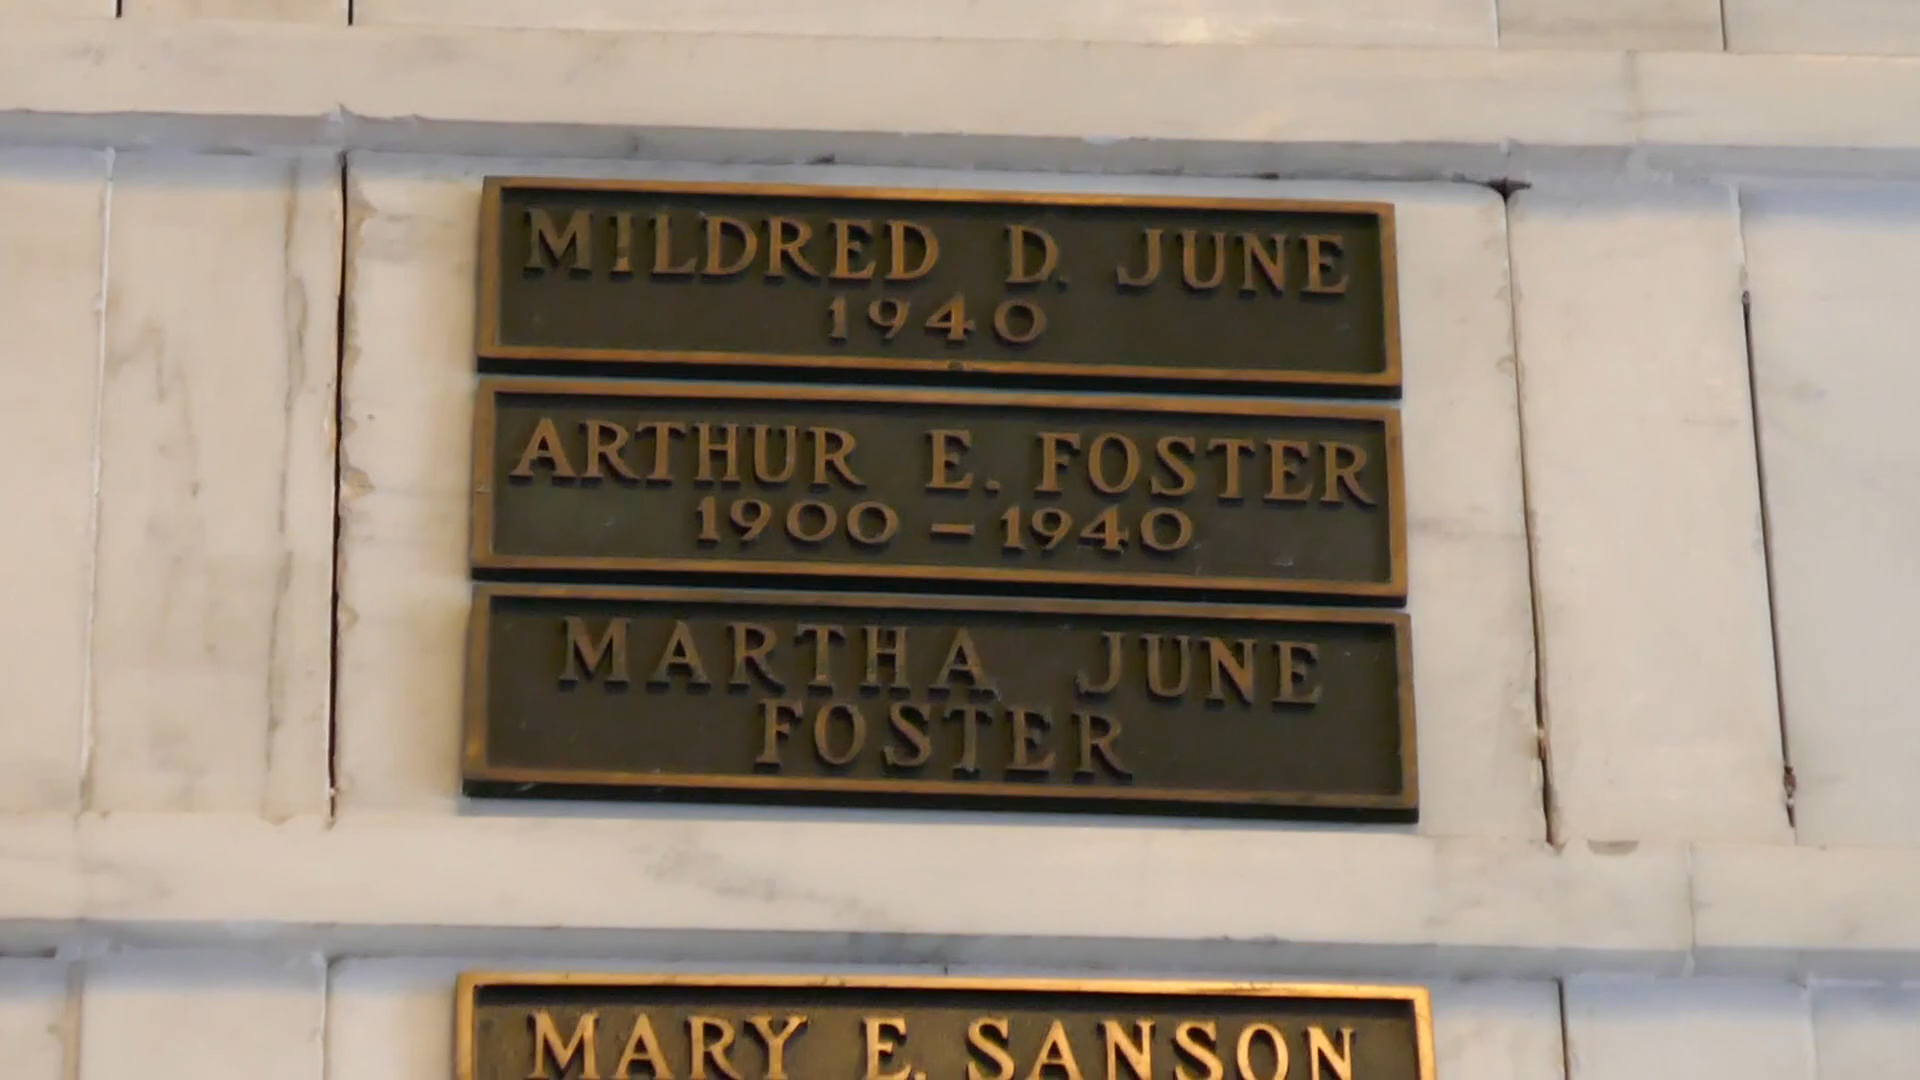 MILDRED D. JUNE
1940
ARTHUR E. FOSTER
1900 – 1940
MARTHA JUNE
FOSTER
MARY E. SANSON